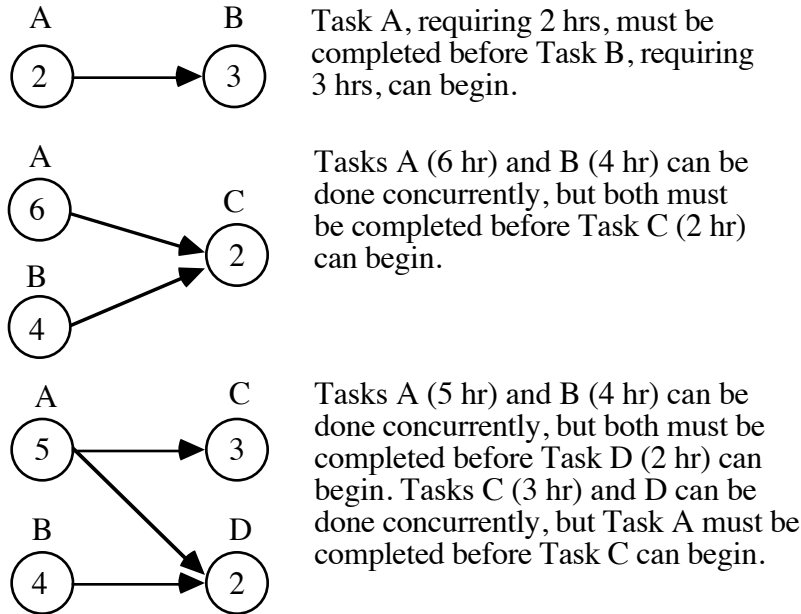 A B
2 3
Task A, requiring 2 hrs, must be
completed before Task B, requiring
3 hrs, can begin.
A
6
B
4
C
2
Tasks A (6 hr) and B (4 hr) can be
done concurrently, but both must
be completed before Task C (2 hr)
can begin.
A C
5 3
B D
4 2
Tasks A (5 hr) and B (4 hr) can be
done concurrently, but both must be
completed before Task D (2 hr) can
begin. Tasks C (3 hr) and D can be
done concurrently, but Task A must be
completed before Task C can begin.